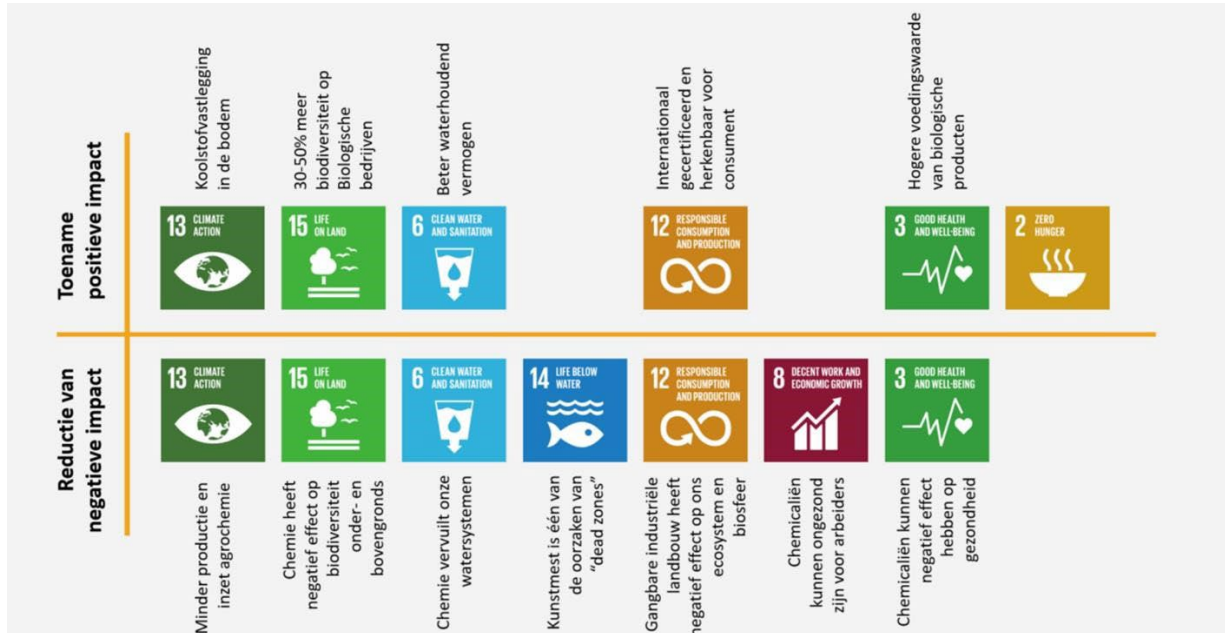 Toename
positieve impact
Koolstofvastlegging
in de bodem
30-50% meer
biodiversiteit op
Biologische
bedrijven
Beter waterhoudend
vermogen
Internationaal
gecertificeerd en
herkenbaar voor
consument
Hogere voedingswaarde
van biologische
producten
13 CLIMATE
ACTION
15 LIFE
ON LAND
6 CLEAN WATER
AND SANITATION
12 RESPONSIBLE
CONSUMPTION
AND PRODUCTION
3 GOOD HEALTH
AND WELL-BEING
2 ZERO
HUNGER
Reductie van
negatieve impact
13 CLIMATE
ACTION
15 LIFE
ON LAND
6 CLEAN WATER
AND SANITATION
14 LIFE BELOW
WATER
12 RESPONSIBLE
CONSUMPTION
AND PRODUCTION
8 DECENT WORK AND
ECONOMIC GROWTH
3 GOOD HEALTH
AND WELL-BEING
Minder productie en
inzet agrochemie
Chemie heeft
negatief effect op
biodiversiteit
onder- en
bovengronds
Chemie vervuilt onze
watersystemen
Kunstmest is één van
de oorzaken van
“dead zones”
Gangbare industriële
landbouw heeft
negatief effect op ons
ecosysteem en
biosfeer
Chemicaliën
kunnen ongezond
zijn voor arbeiders
Chemicaliën kunnen
negatief effect
hebben op
gezondheid